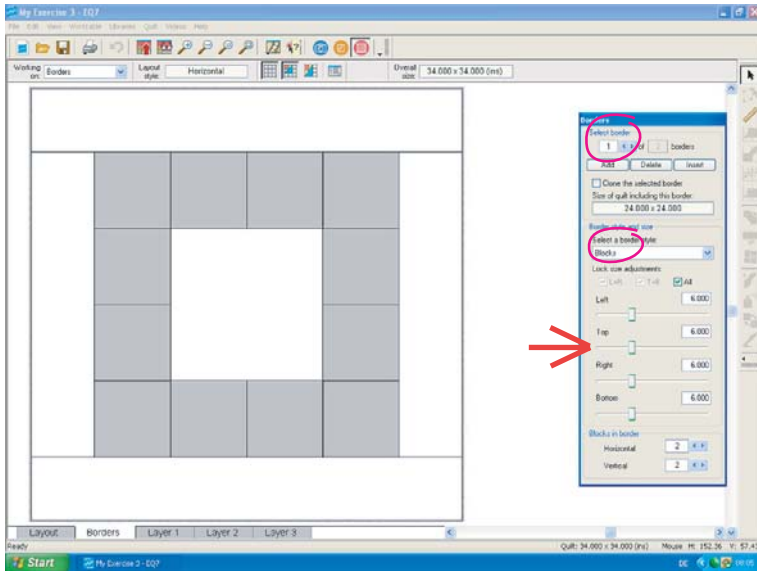 My Exercise 3 - EQ7
File Edit View Worktable Libraries Quilt Videos Help
Working on: Borders Layout style: Horizontal Overall size: 34.000 x 34.000 (ins)
Borders
Select border
1 of borders
Add Delete Insert
Clone the selected border
Size of quilt including this border:
24.000 x 24.000
Border style and size
Select a border style:
Blocks
Lock size adjustments:
All
Left 6.000
Top 6.000
Right 6.000
Bottom 6.000
Blocks in border
Horizontal 2
Vertical 2
Layout Borders Layer 1 Layer 2 Layer 3
Ready Quilt: 34.000 x 34.000 (ins) Mouse H: 152.36 V: 57.4
Start My Exercise 3 - EQ7 DE